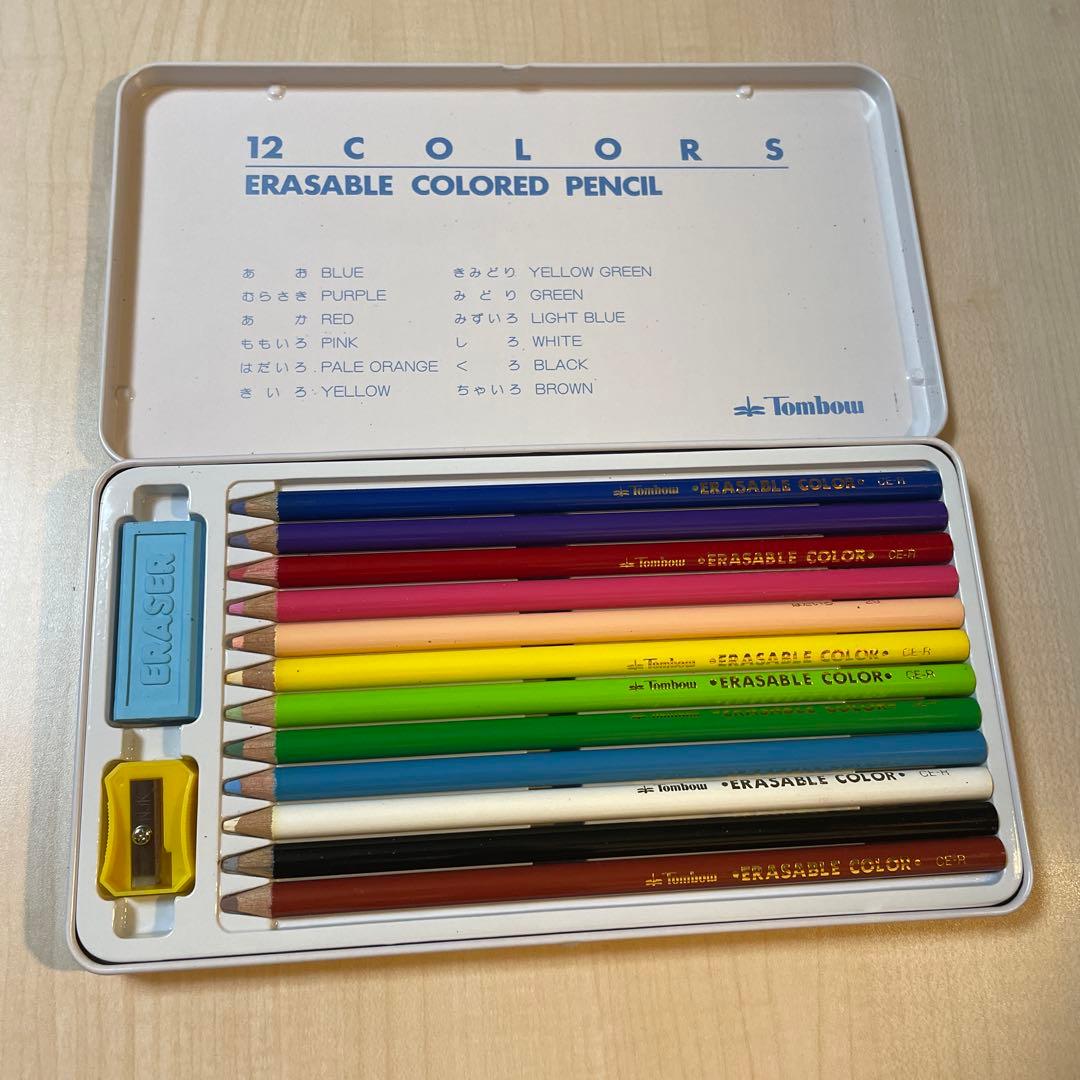 12 COLORS
ERASABLE COLORED PENCIL
あお BLUE きみどり YELLOW GREEN
むらさき PURPLE みどり GREEN
あか RED みずいろ LIGHT BLUE
ももいろ PINK しろ WHITE
はだいろ PALE ORANGE くろ BLACK
きいろ YELLOW ちゃいろ BROWN
Tombow
ERASER
Tombow •ERASABLE COLOR• CE-R
Tombow •ERASABLE COLOR• CE-R
Tombow •ERASABLE COLOR• CE-R
Tombow •ERASABLE COLOR• CE-R
Tombow •ERASABLE COLOR•
Tombow •ERASABLE COLOR• CE-R
Tombow •ERASABLE COLOR• CE-R